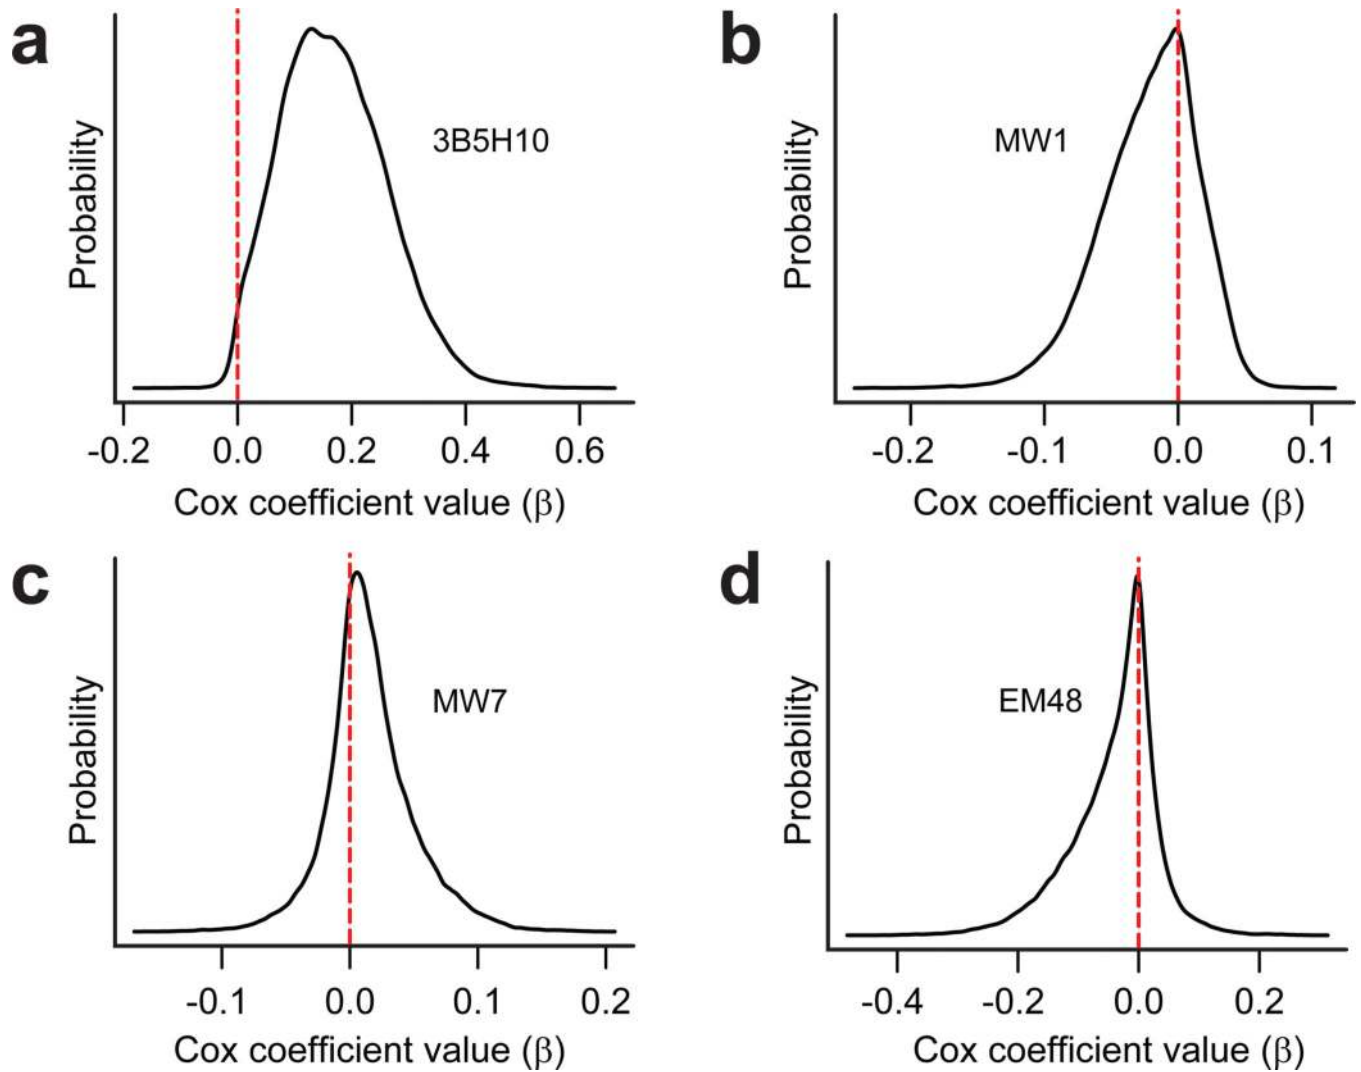 a
Probability
3B5H10
-0.2 0.0 0.2 0.4 0.6
Cox coefficient value (β)
b
Probability
MW1
-0.2 -0.1 0.0 0.1
Cox coefficient value (β)
c
Probability
MW7
-0.1 0.0 0.1 0.2
Cox coefficient value (β)
d
Probability
EM48
-0.4 -0.2 0.0 0.2
Cox coefficient value (β)